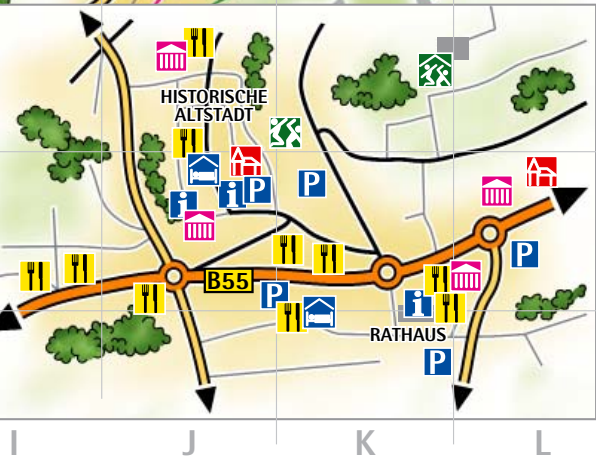 HISTORISCHE
ALTSTADT
i
i P P
P
B55
P
i
RATHAUS
P
I J K L